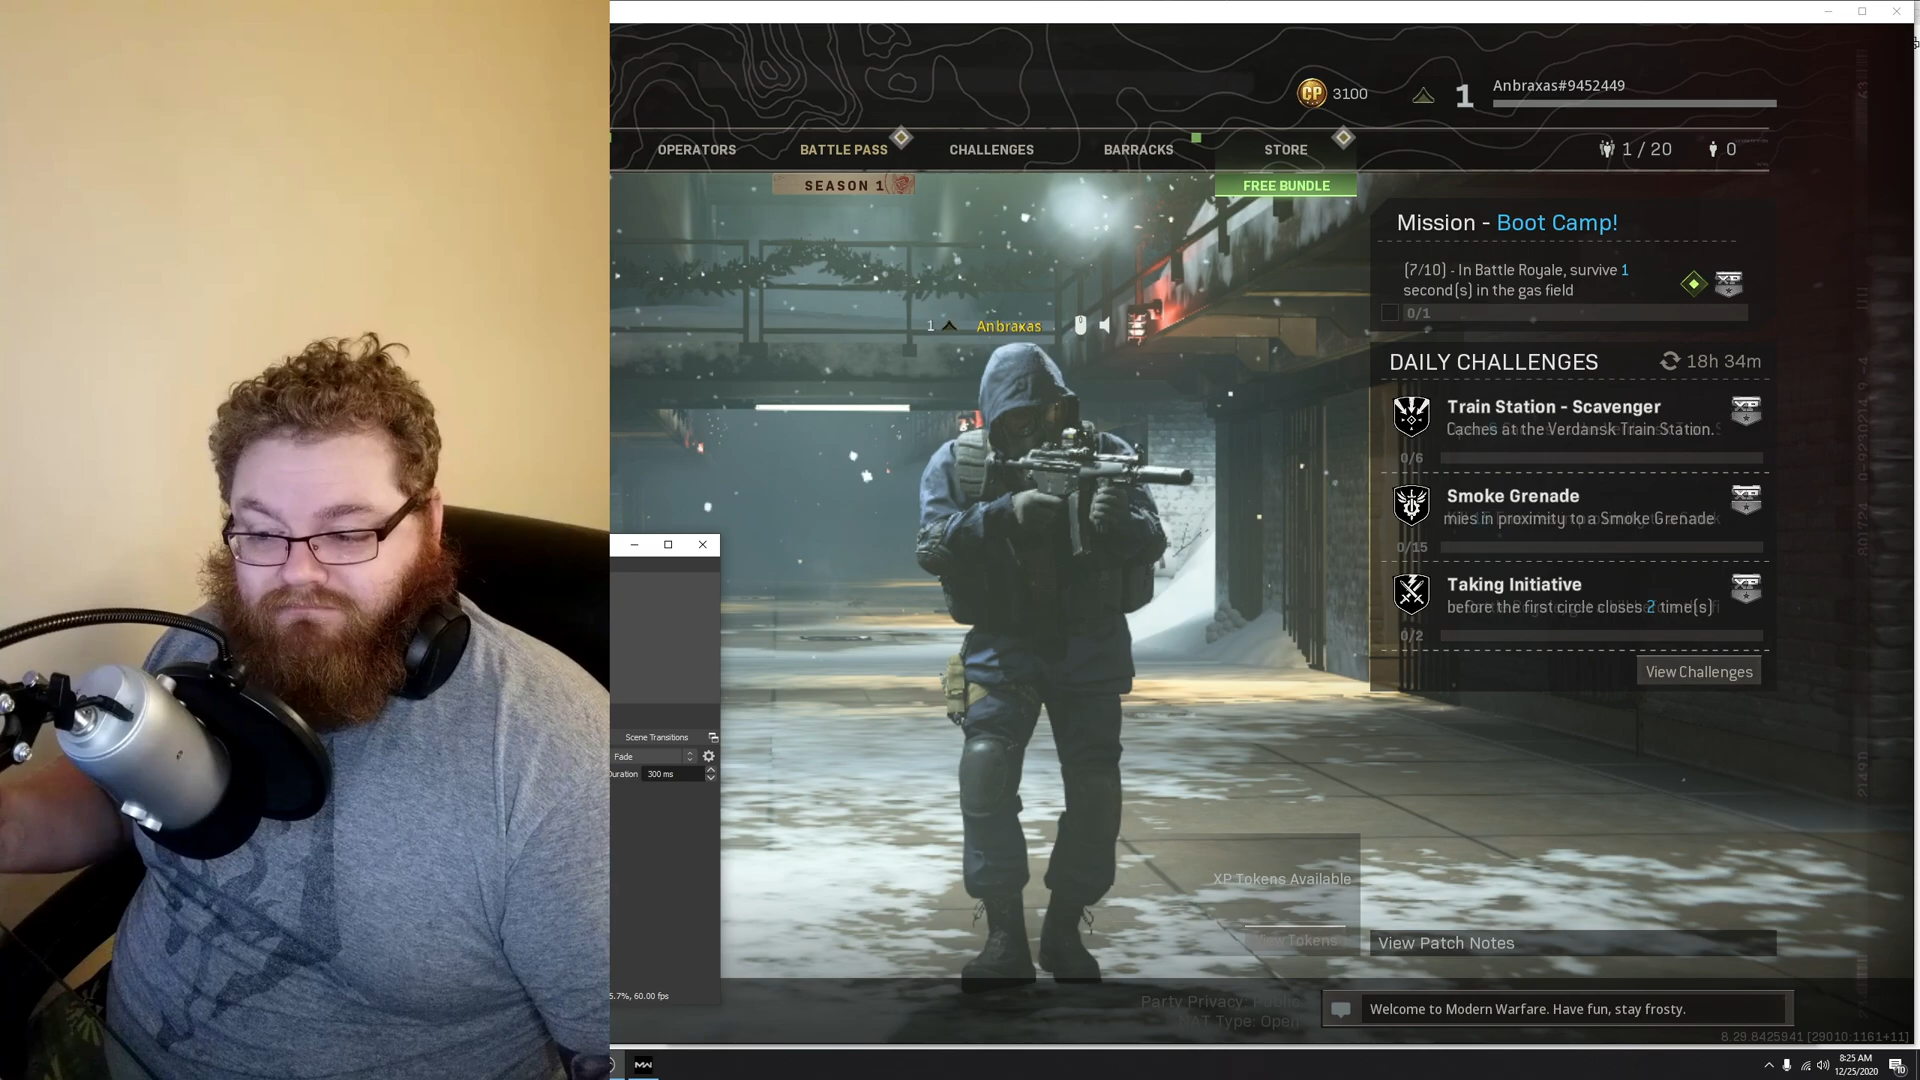 CP 3100
1
Anbraxas#9452449
OPERATORS
BATTLE PASS
CHALLENGES
BARRACKS
STORE
1 / 20
0
SEASON 1
FREE BUNDLE
Mission - Boot Camp!
(7/10) - In Battle Royale, survive 1
second(s) in the gas field
0/1
1 Anbraxas
DAILY CHALLENGES
18h 34m
Train Station - Scavenger
XP
Caches at the Verdansk Train Station.
0/6
Smoke Grenade
XP
in proximity to a Smoke Grenade
0/15
Taking Initiative
XP
before the first circle closes 2 time(s)
0/2
View Challenges
Scene Transitions
Fade
Duration 300 ms
5.7%, 60.00 fps
XP Tokens Available
View Tokens
View Patch Notes
Party Privacy: Public
NAT Type: Open
Welcome to Modern Warfare. Have fun, stay frosty.
8.29.8425941 [29010:1161+11]
MW
8:25 AM
12/25/2020
10